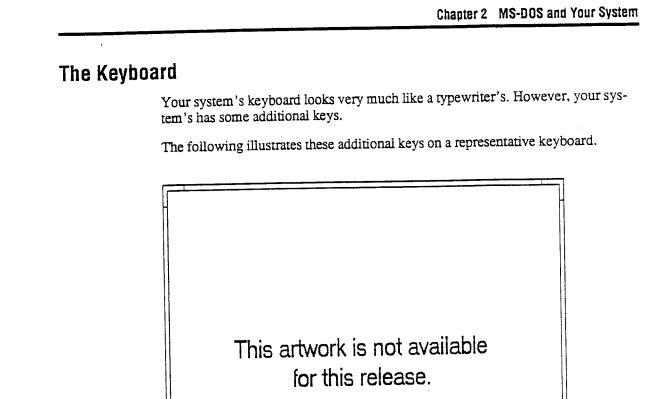 Chapter 2 MS-DOS and Your System
The Keyboard
Your system's keyboard looks very much like a typewriter's. However, your sys-
tem's has some additional keys.
The following illustrates these additional keys on a representative keyboard.
This artwork is not available
for this release.